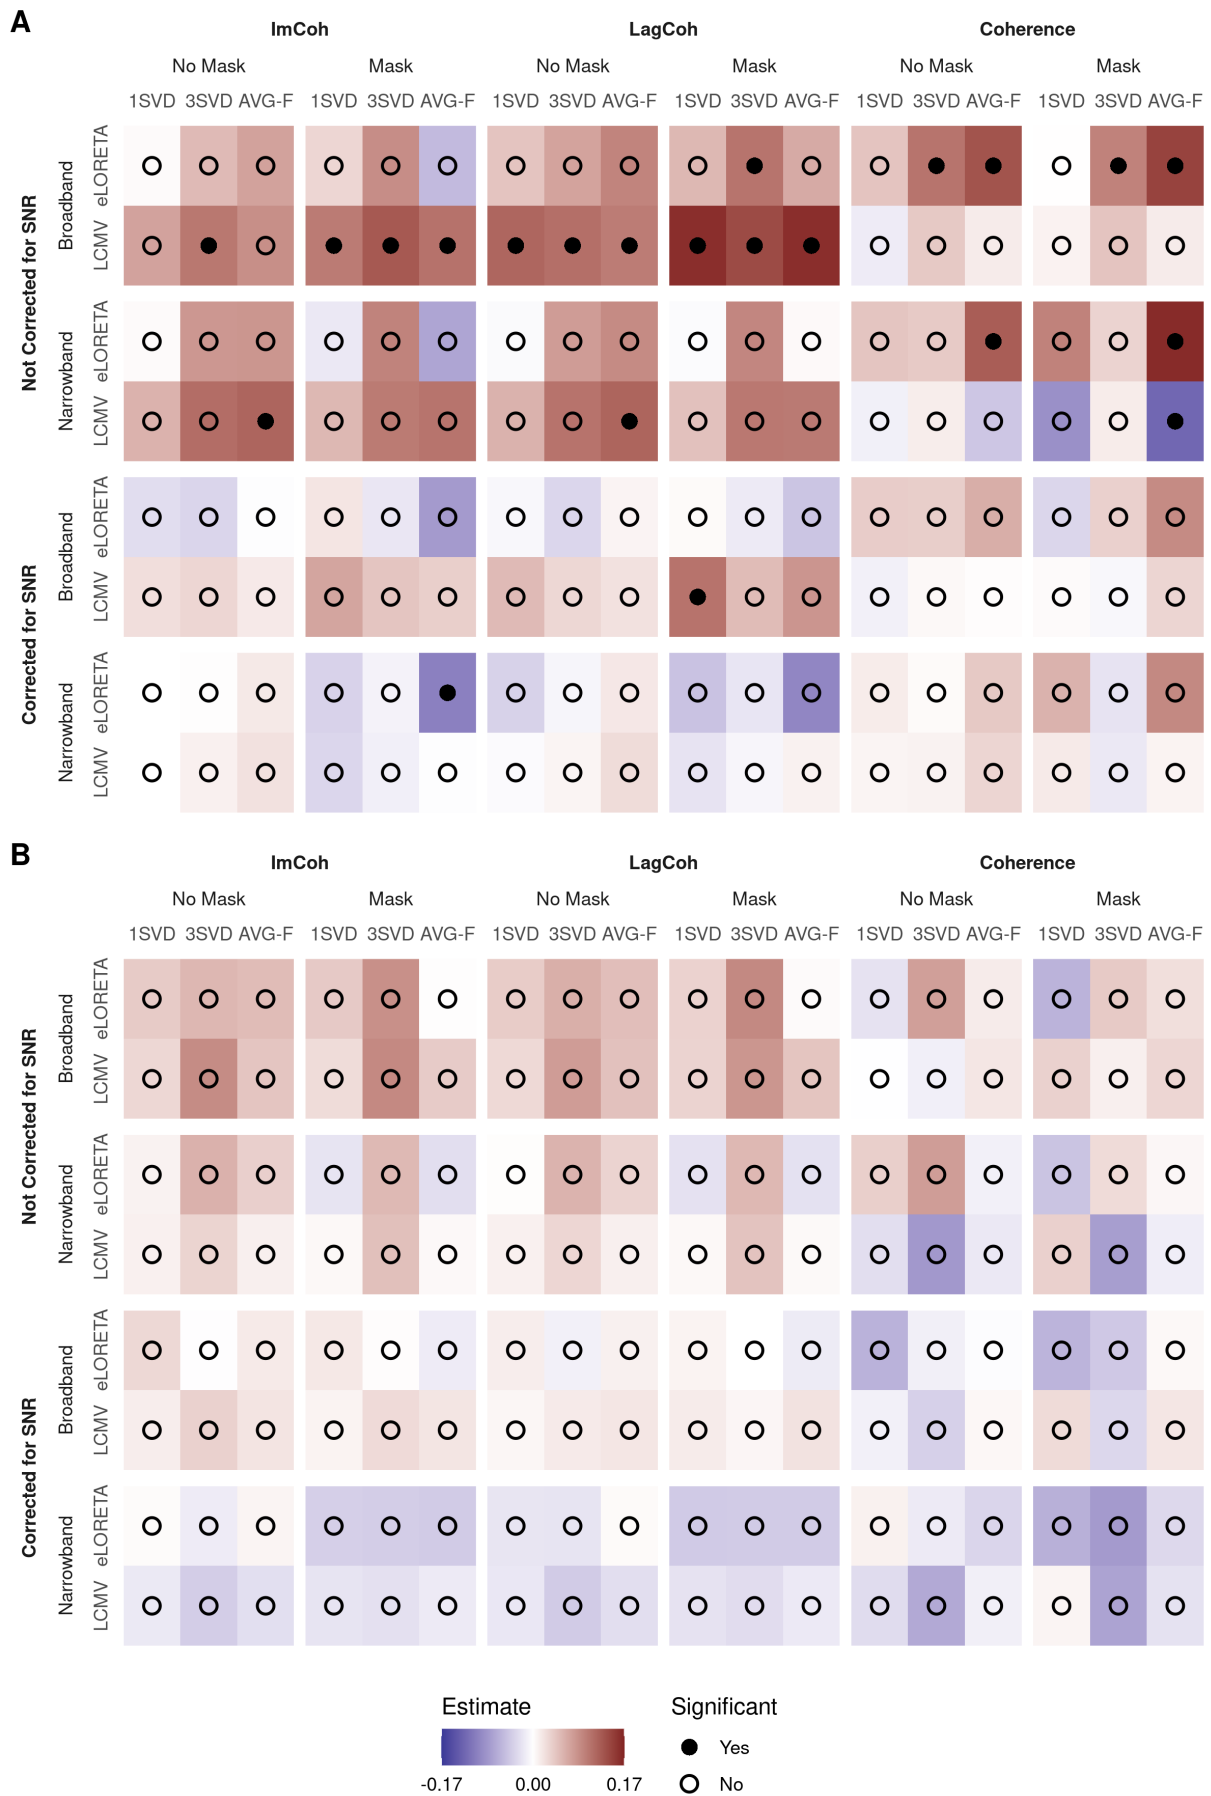 A
ImCoh LagCoh Coherence
No Mask Mask No Mask Mask No Mask Mask
1SVD 3SVD AVG-F 1SVD 3SVD AVG-F 1SVD 3SVD AVG-F 1SVD 3SVD AVG-F 1SVD 3SVD AVG-F 1SVD 3SVD AVG-F
Not Corrected for SNR
Broadband
eLORETA
LCMV
Narrowband
eLORETA
LCMV
Corrected for SNR
Broadband
eLORETA
LCMV
Narrowband
eLORETA
LCMV
B
ImCoh LagCoh Coherence
No Mask Mask No Mask Mask No Mask Mask
1SVD 3SVD AVG-F 1SVD 3SVD AVG-F 1SVD 3SVD AVG-F 1SVD 3SVD AVG-F 1SVD 3SVD AVG-F 1SVD 3SVD AVG-F
Not Corrected for SNR
Broadband
eLORETA
LCMV
Narrowband
eLORETA
LCMV
Corrected for SNR
Broadband
eLORETA
LCMV
Narrowband
eLORETA
LCMV
Estimate
-0.17 0.00 0.17
Significant
Yes
No